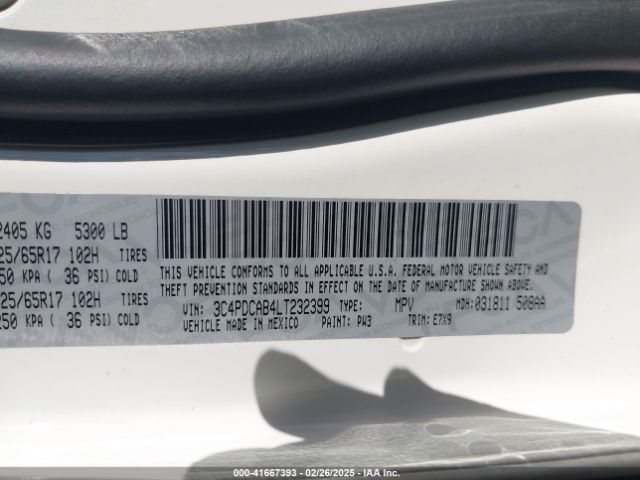 2405 KG 5300 LB
25/65R17 102H TIRES
250 KPA ( 36 PSI) COLD
25/65R17 102H TIRES
250 KPA ( 36 PSI) COLD
THIS VEHICLE CONFORMS TO ALL APPLICABLE U.S.A. FEDERAL MOTOR VEHICLE SAFETY AND
THEFT PREVENTION STANDARDS IN EFFECT ON THE DATE OF MANUFACTURE SHOWN ABOVE.
VIN: 3C4PDCAB4LT232399 TYPE: MPV MDH: 031811 506AA
VEHICLE MADE IN MEXICO PAINT: PW3 TRIM: E7X9
000-41667393 - 02/26/2025 - IAA Inc.